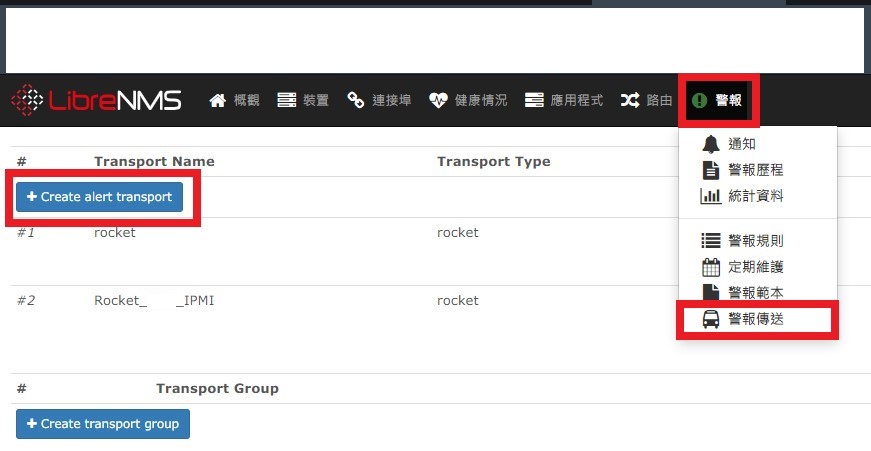 LibreNMS 概觀 裝置 連接埠 健康情況 應用程式 路由 警報
# Transport Name Transport Type
+ Create alert transport
#1 rocket rocket
#2 Rocket_ _IPMI rocket
# Transport Group
+ Create transport group
通知
警報歷程
統計資料
警報規則
定期維護
警報範本
警報傳送